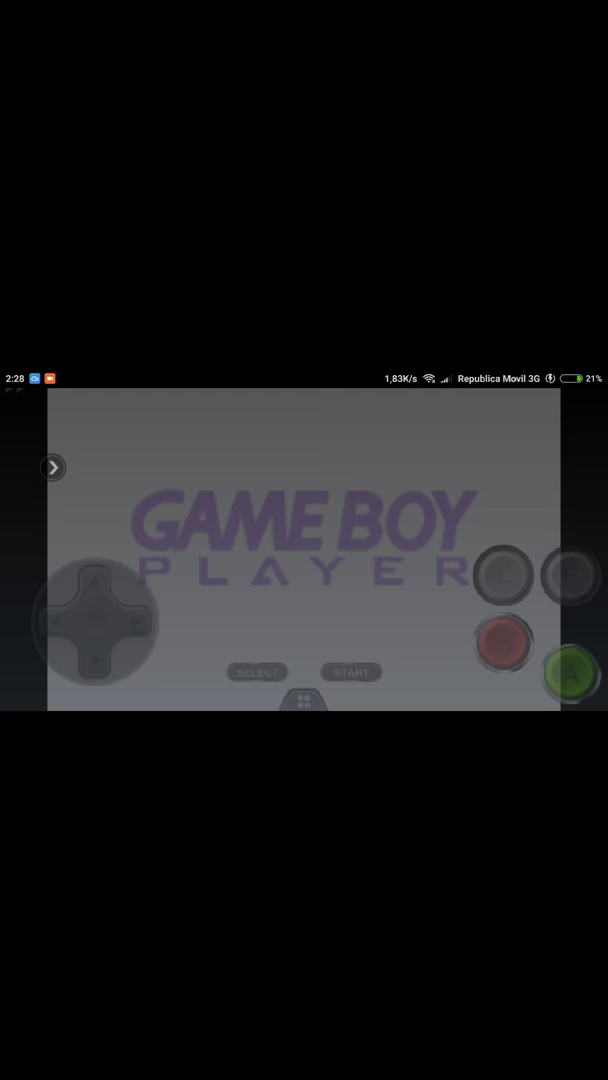 2:28 1,83K/s Republica Movil 3G 21%
GAME BOY
PLAYER
L
SELECT START
A